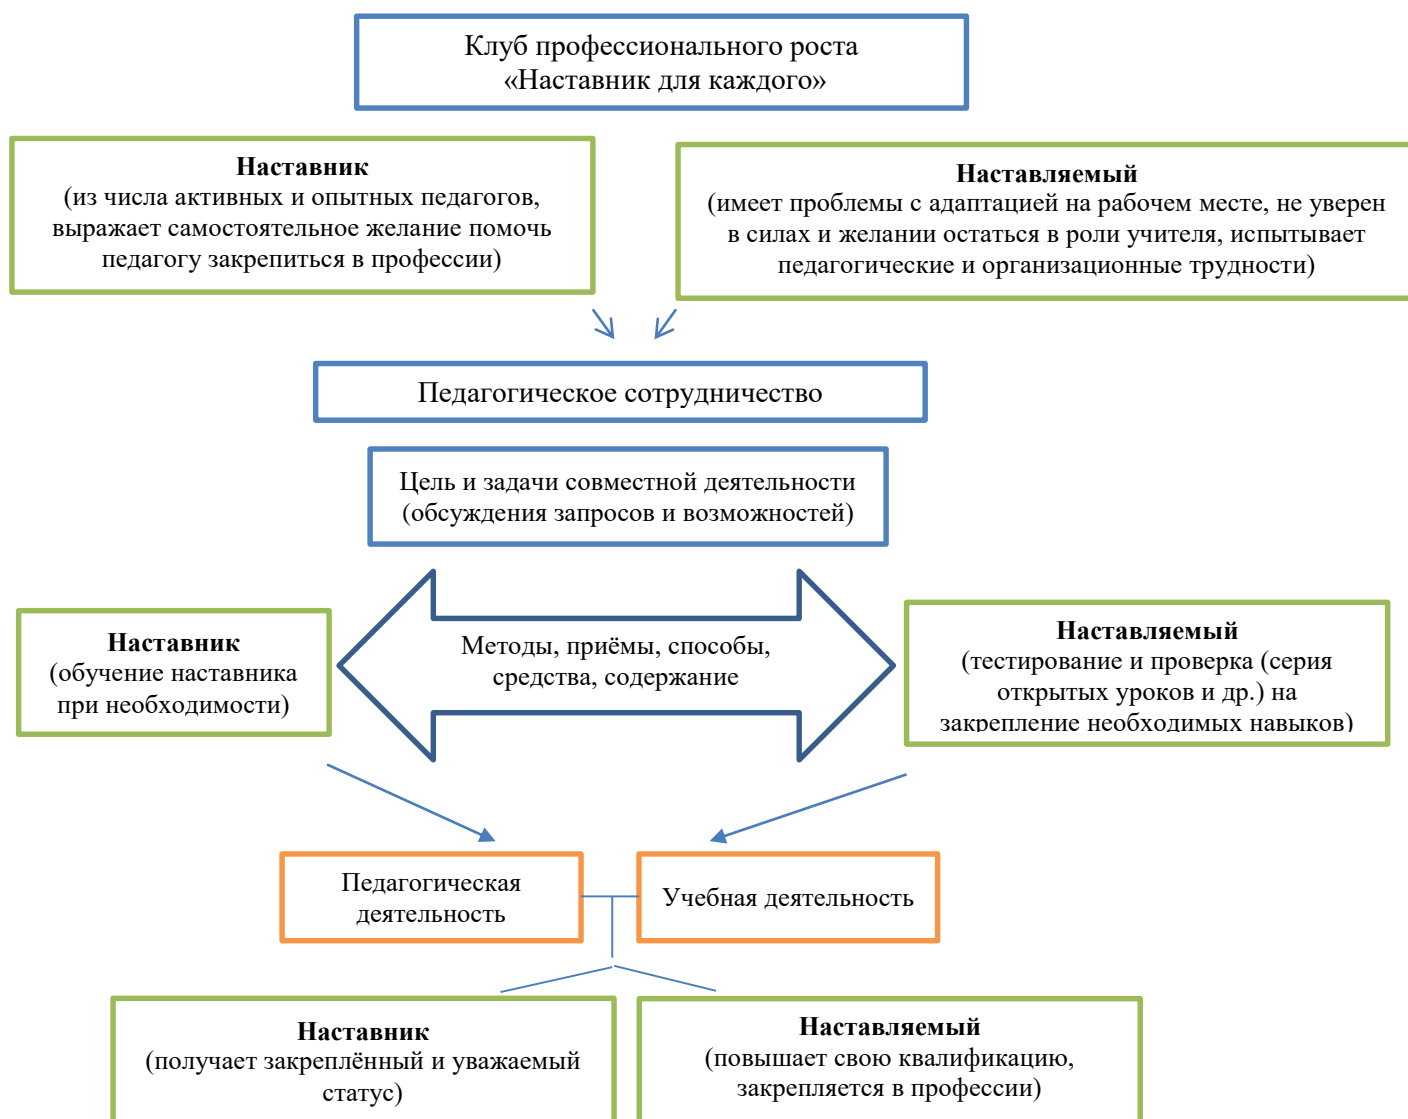 Клуб профессионального роста
«Наставник для каждого»
Наставник
(из числа активных и опытных педагогов,
выражает самостоятельное желание помочь
педагогу закрепиться в профессии)
Наставляемый
(имеет проблемы с адаптацией на рабочем месте, не уверен
в силах и желании остаться в роли учителя, испытывает
педагогические и организационные трудности)
Педагогическое сотрудничество
Цель и задачи совместной деятельности
(обсуждения запросов и возможностей)
Наставник
(обучение наставника
при необходимости)
Методы, приёмы, способы,
средства, содержание
Наставляемый
(тестирование и проверка (серия
открытых уроков и др.) на
закрепление необходимых навыков)
Педагогическая
деятельность
Учебная деятельность
Наставник
(получает закреплённый и уважаемый
статус)
Наставляемый
(повышает свою квалификацию,
закрепляется в профессии)